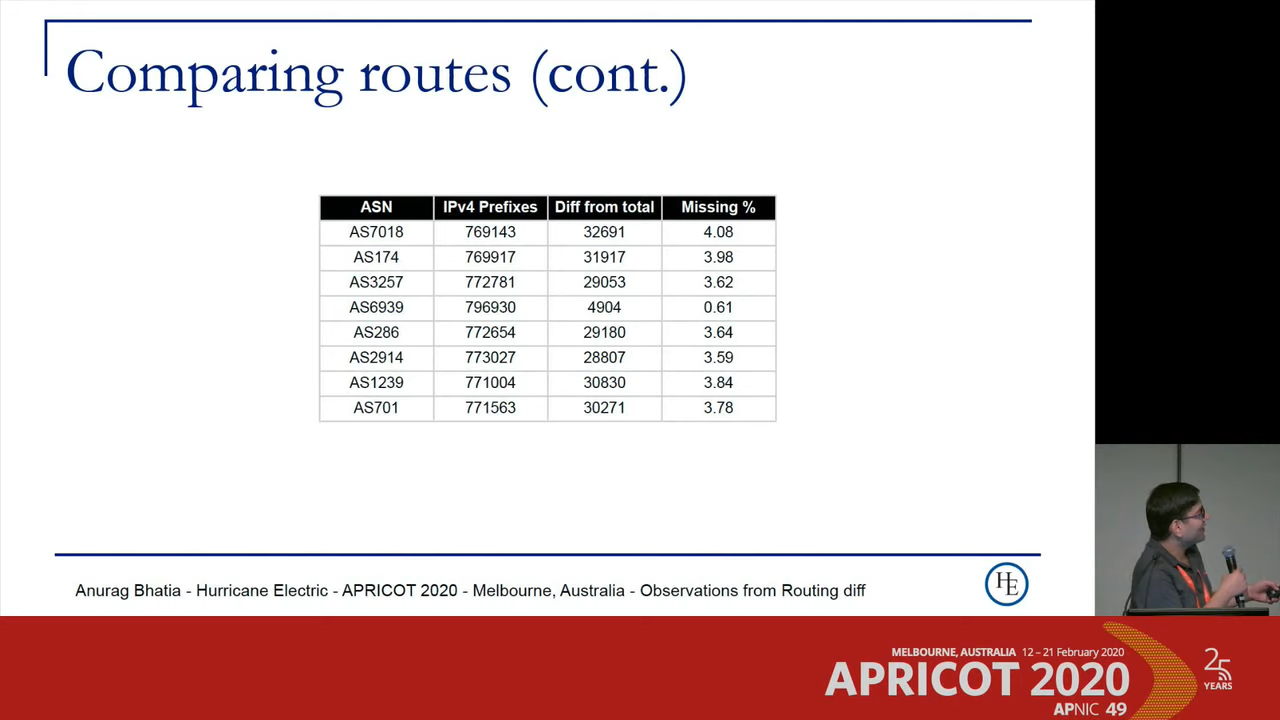 Comparing routes (cont.)
ASN IPv4 Prefixes Diff from total Missing %
AS7018 769143 32691 4.08
AS174 769917 31917 3.98
AS3257 772781 29053 3.62
AS6939 796930 4904 0.61
AS286 772654 29180 3.64
AS2914 773027 28807 3.59
AS1239 771004 30830 3.84
AS701 771563 30271 3.78
Anurag Bhatia - Hurricane Electric - APRICOT 2020 - Melbourne, Australia - Observations from Routing diff
HE
MELBOURNE, AUSTRALIA 12 – 21 February 2020
APRICOT 2020
APNIC 49
25
YEARS